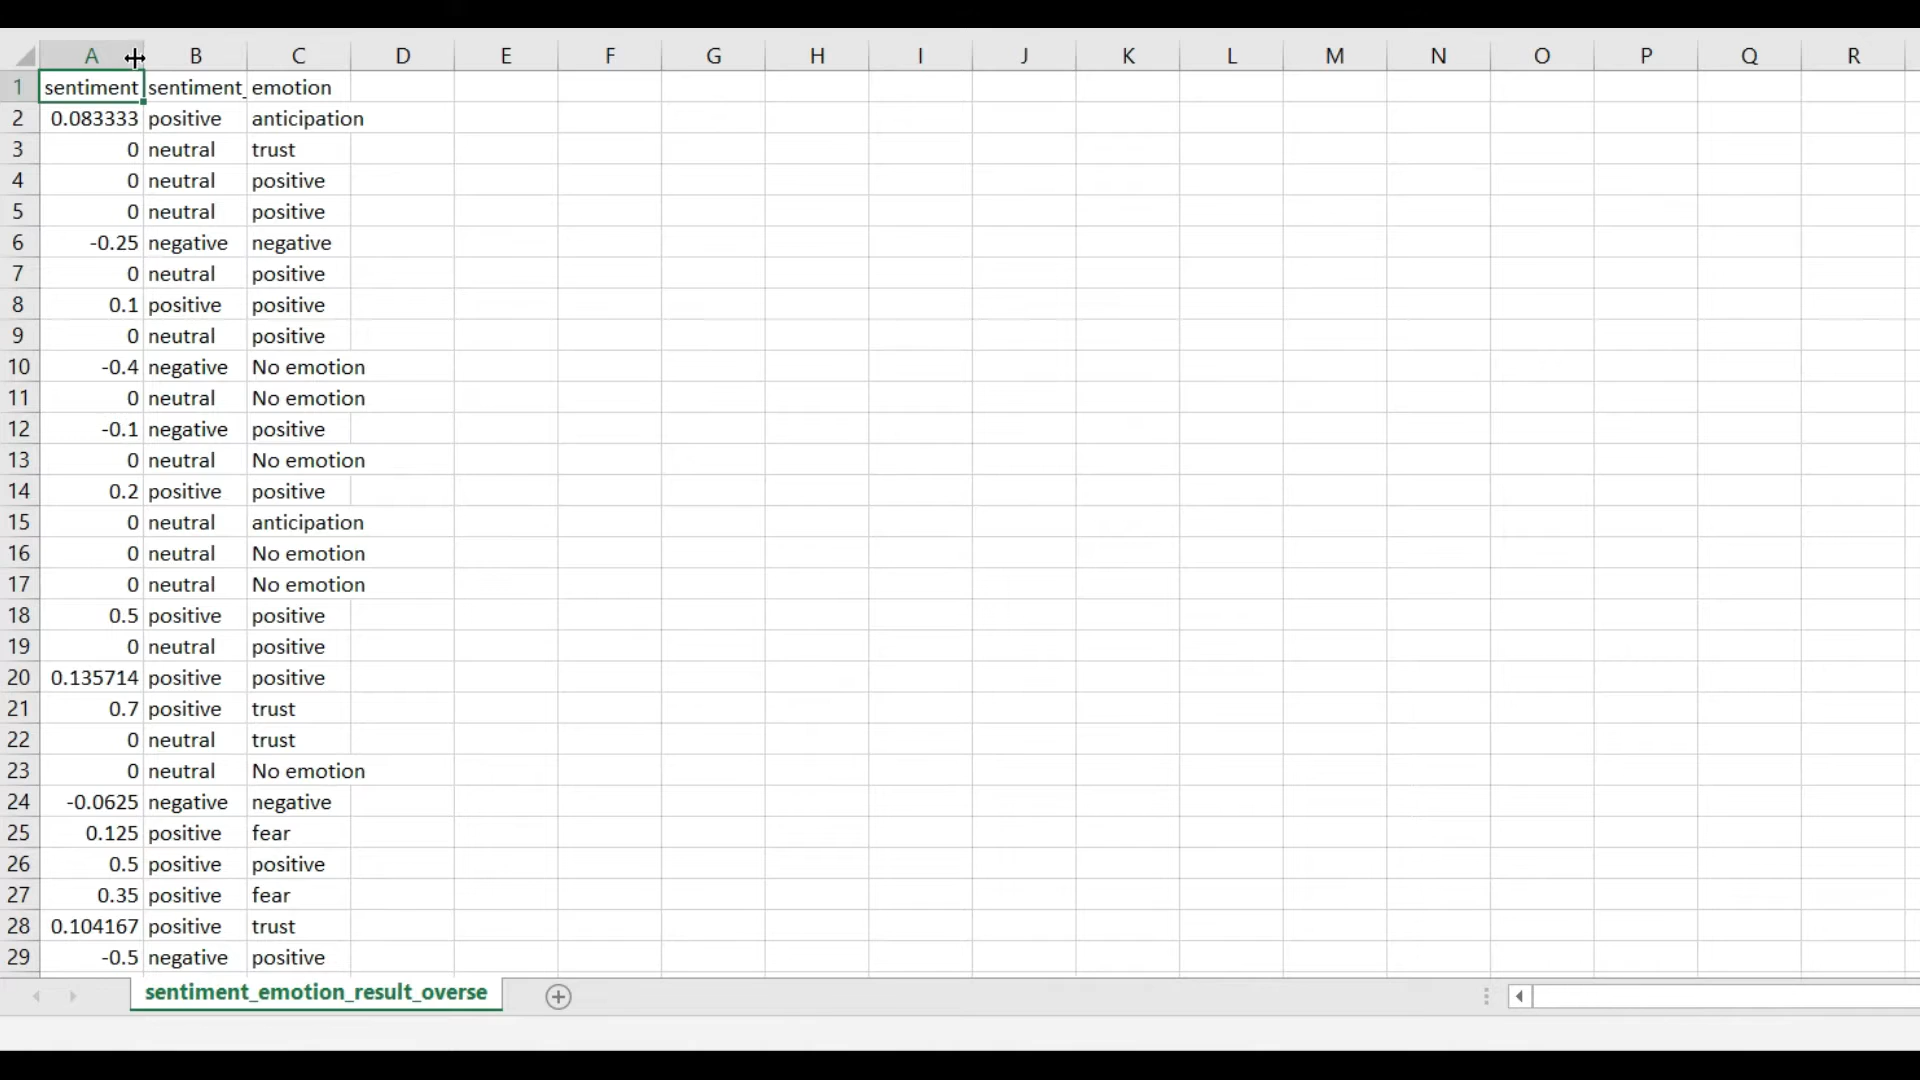 A B C D E F G H I J K L M N O P Q R
1 sentiment sentiment_ emotion
2 0.083333 positive anticipation
3 0 neutral trust
4 0 neutral positive
5 0 neutral positive
6 -0.25 negative negative
7 0 neutral positive
8 0.1 positive positive
9 0 neutral positive
10 -0.4 negative No emotion
11 0 neutral No emotion
12 -0.1 negative positive
13 0 neutral No emotion
14 0.2 positive positive
15 0 neutral anticipation
16 0 neutral No emotion
17 0 neutral No emotion
18 0.5 positive positive
19 0 neutral positive
20 0.135714 positive positive
21 0.7 positive trust
22 0 neutral trust
23 0 neutral No emotion
24 -0.0625 negative negative
25 0.125 positive fear
26 0.5 positive positive
27 0.35 positive fear
28 0.104167 positive trust
29 -0.5 negative positive
sentiment_emotion_result_overse